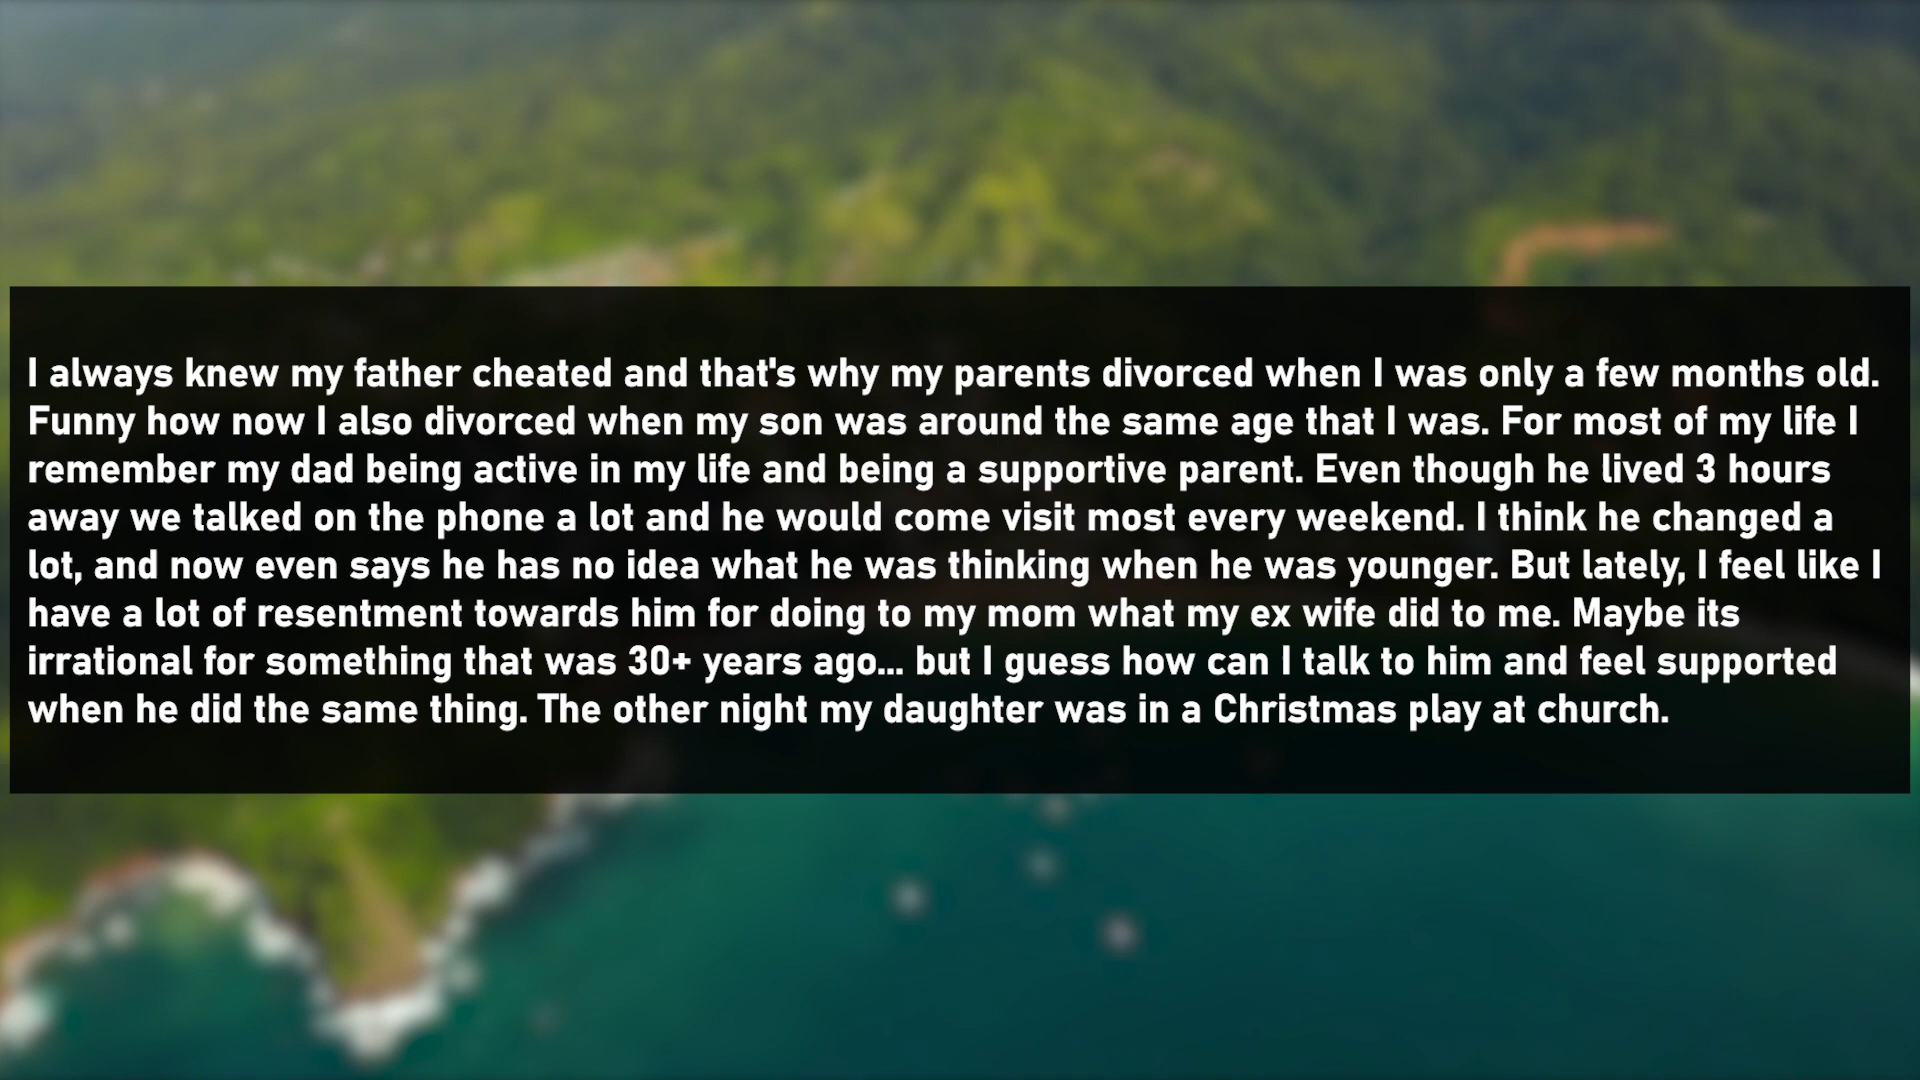 I always knew my father cheated and that's why my parents divorced when I was only a few months old.
Funny how now I also divorced when my son was around the same age that I was. For most of my life I
remember my dad being active in my life and being a supportive parent. Even though he lived 3 hours
away we talked on the phone a lot and he would come visit most every weekend. I think he changed a
lot, and now even says he has no idea what he was thinking when he was younger. But lately, I feel like I
have a lot of resentment towards him for doing to my mom what my ex wife did to me. Maybe its
irrational for something that was 30+ years ago... but I guess how can I talk to him and feel supported
when he did the same thing. The other night my daughter was in a Christmas play at church.